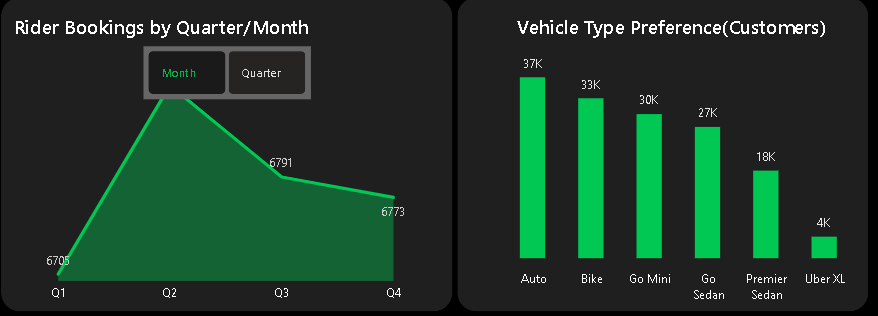 Rider Bookings by Quarter/Month
Month
Quarter
6705
6791
6773
Q1
Q2
Q3
Q4
Vehicle Type Preference(Customers)
37K
33K
30K
27K
18K
4K
Auto
Bike
Go Mini
Go
Sedan
Premier
Sedan
Uber XL